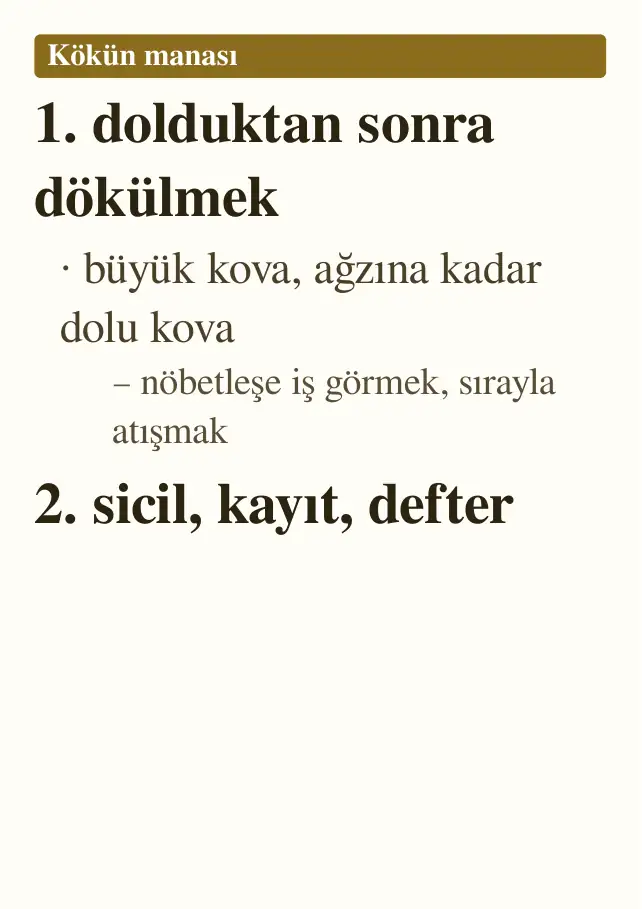 Kökün manası
1. dolduktan sonra
dökülmek
· büyük kova, ağzına kadar
dolu kova
– nöbetleşe iş görmek, sırayla
atışmak
2. sicil, kayıt, defter